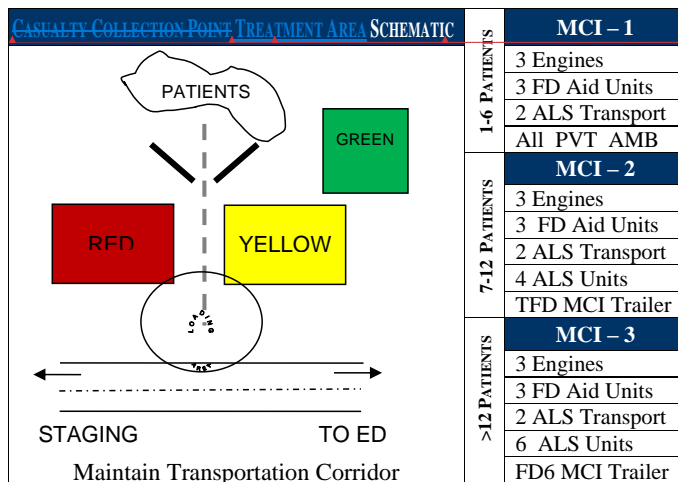 CASUALTY COLLECTION POINT TREATMENT AREA SCHEMATIC
PATIENTS
GREEN
RED
YELLOW
LOADING
AREA
STAGING
TO ED
Maintain Transportation Corridor
1-6 PATIENTS
MCI – 1
3 Engines
3 FD Aid Units
2 ALS Transport
All PVT AMB
7-12 PATIENTS
MCI – 2
3 Engines
3 FD Aid Units
2 ALS Transport
4 ALS Units
TFD MCI Trailer
>12 PATIENTS
MCI – 3
3 Engines
3 FD Aid Units
2 ALS Transport
6 ALS Units
FD6 MCI Trailer